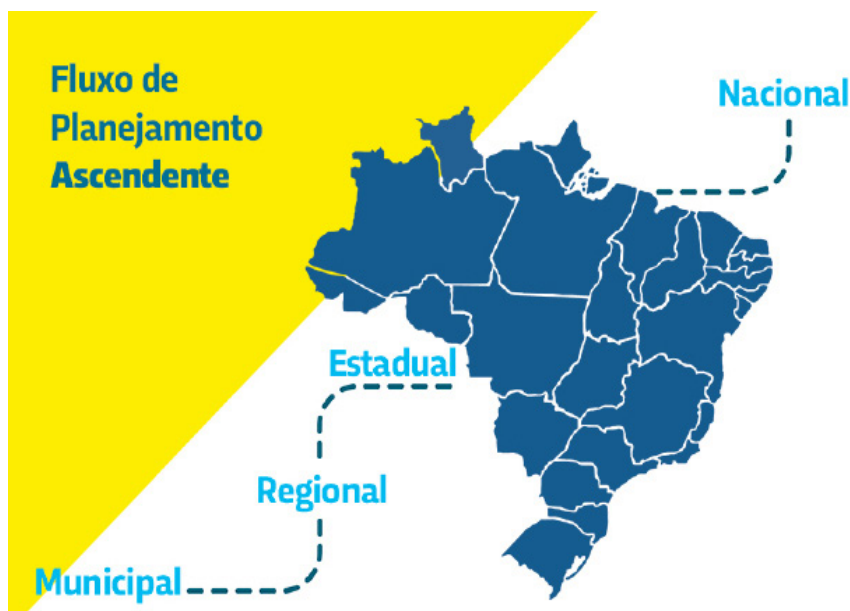 Fluxo de
Planejamento
Ascendente
Nacional
Estadual
Regional
Municipal